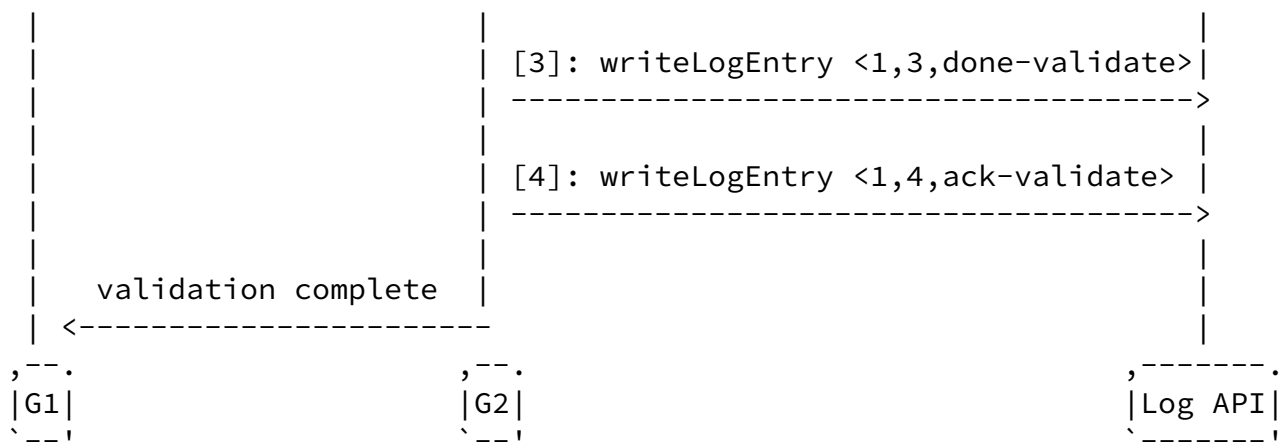 [3]: writeLogEntry <1,3,done-validate>
[4]: writeLogEntry <1,4,ack-validate>
validation complete
G1 G2 Log API